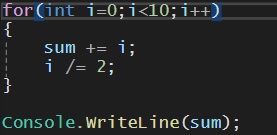 for(int i=0;i<10;i++)
{
    sum += i;
    i /= 2;
}

Console.WriteLine(sum);